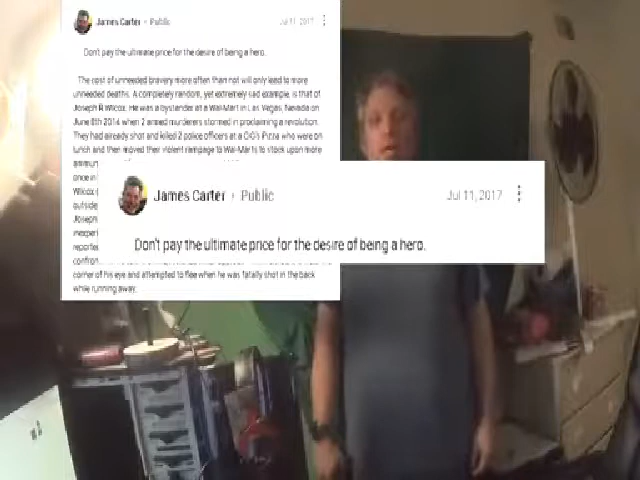 James Carter • Public Jul 11, 2017
Don't pay the ultimate price for the desire of being a hero.
The cost of unneeded bravery more often than not will only lead to more
unneeded deaths. A completely random, yet extremely sad example, is that of
Joseph R Wilcox. He was a bystander at a Wal-Mart in Las Vegas, Nevada on
June 8th 2014 when 2 armed murderers stormed in proclaiming a revolution.
They had already shot and killed 2 police officers at a CiCi's Pizza who were on
lunch and then moved their violent rampage to Wal-Marts to stock upon more
once in
Wilcox
outside
Joseph
reporte
confron
corner of his eye and attempted to flee when he was fatally shot in the back
while running away.
James Carter • Public Jul 11, 2017
Don't pay the ultimate price for the desire of being a hero.